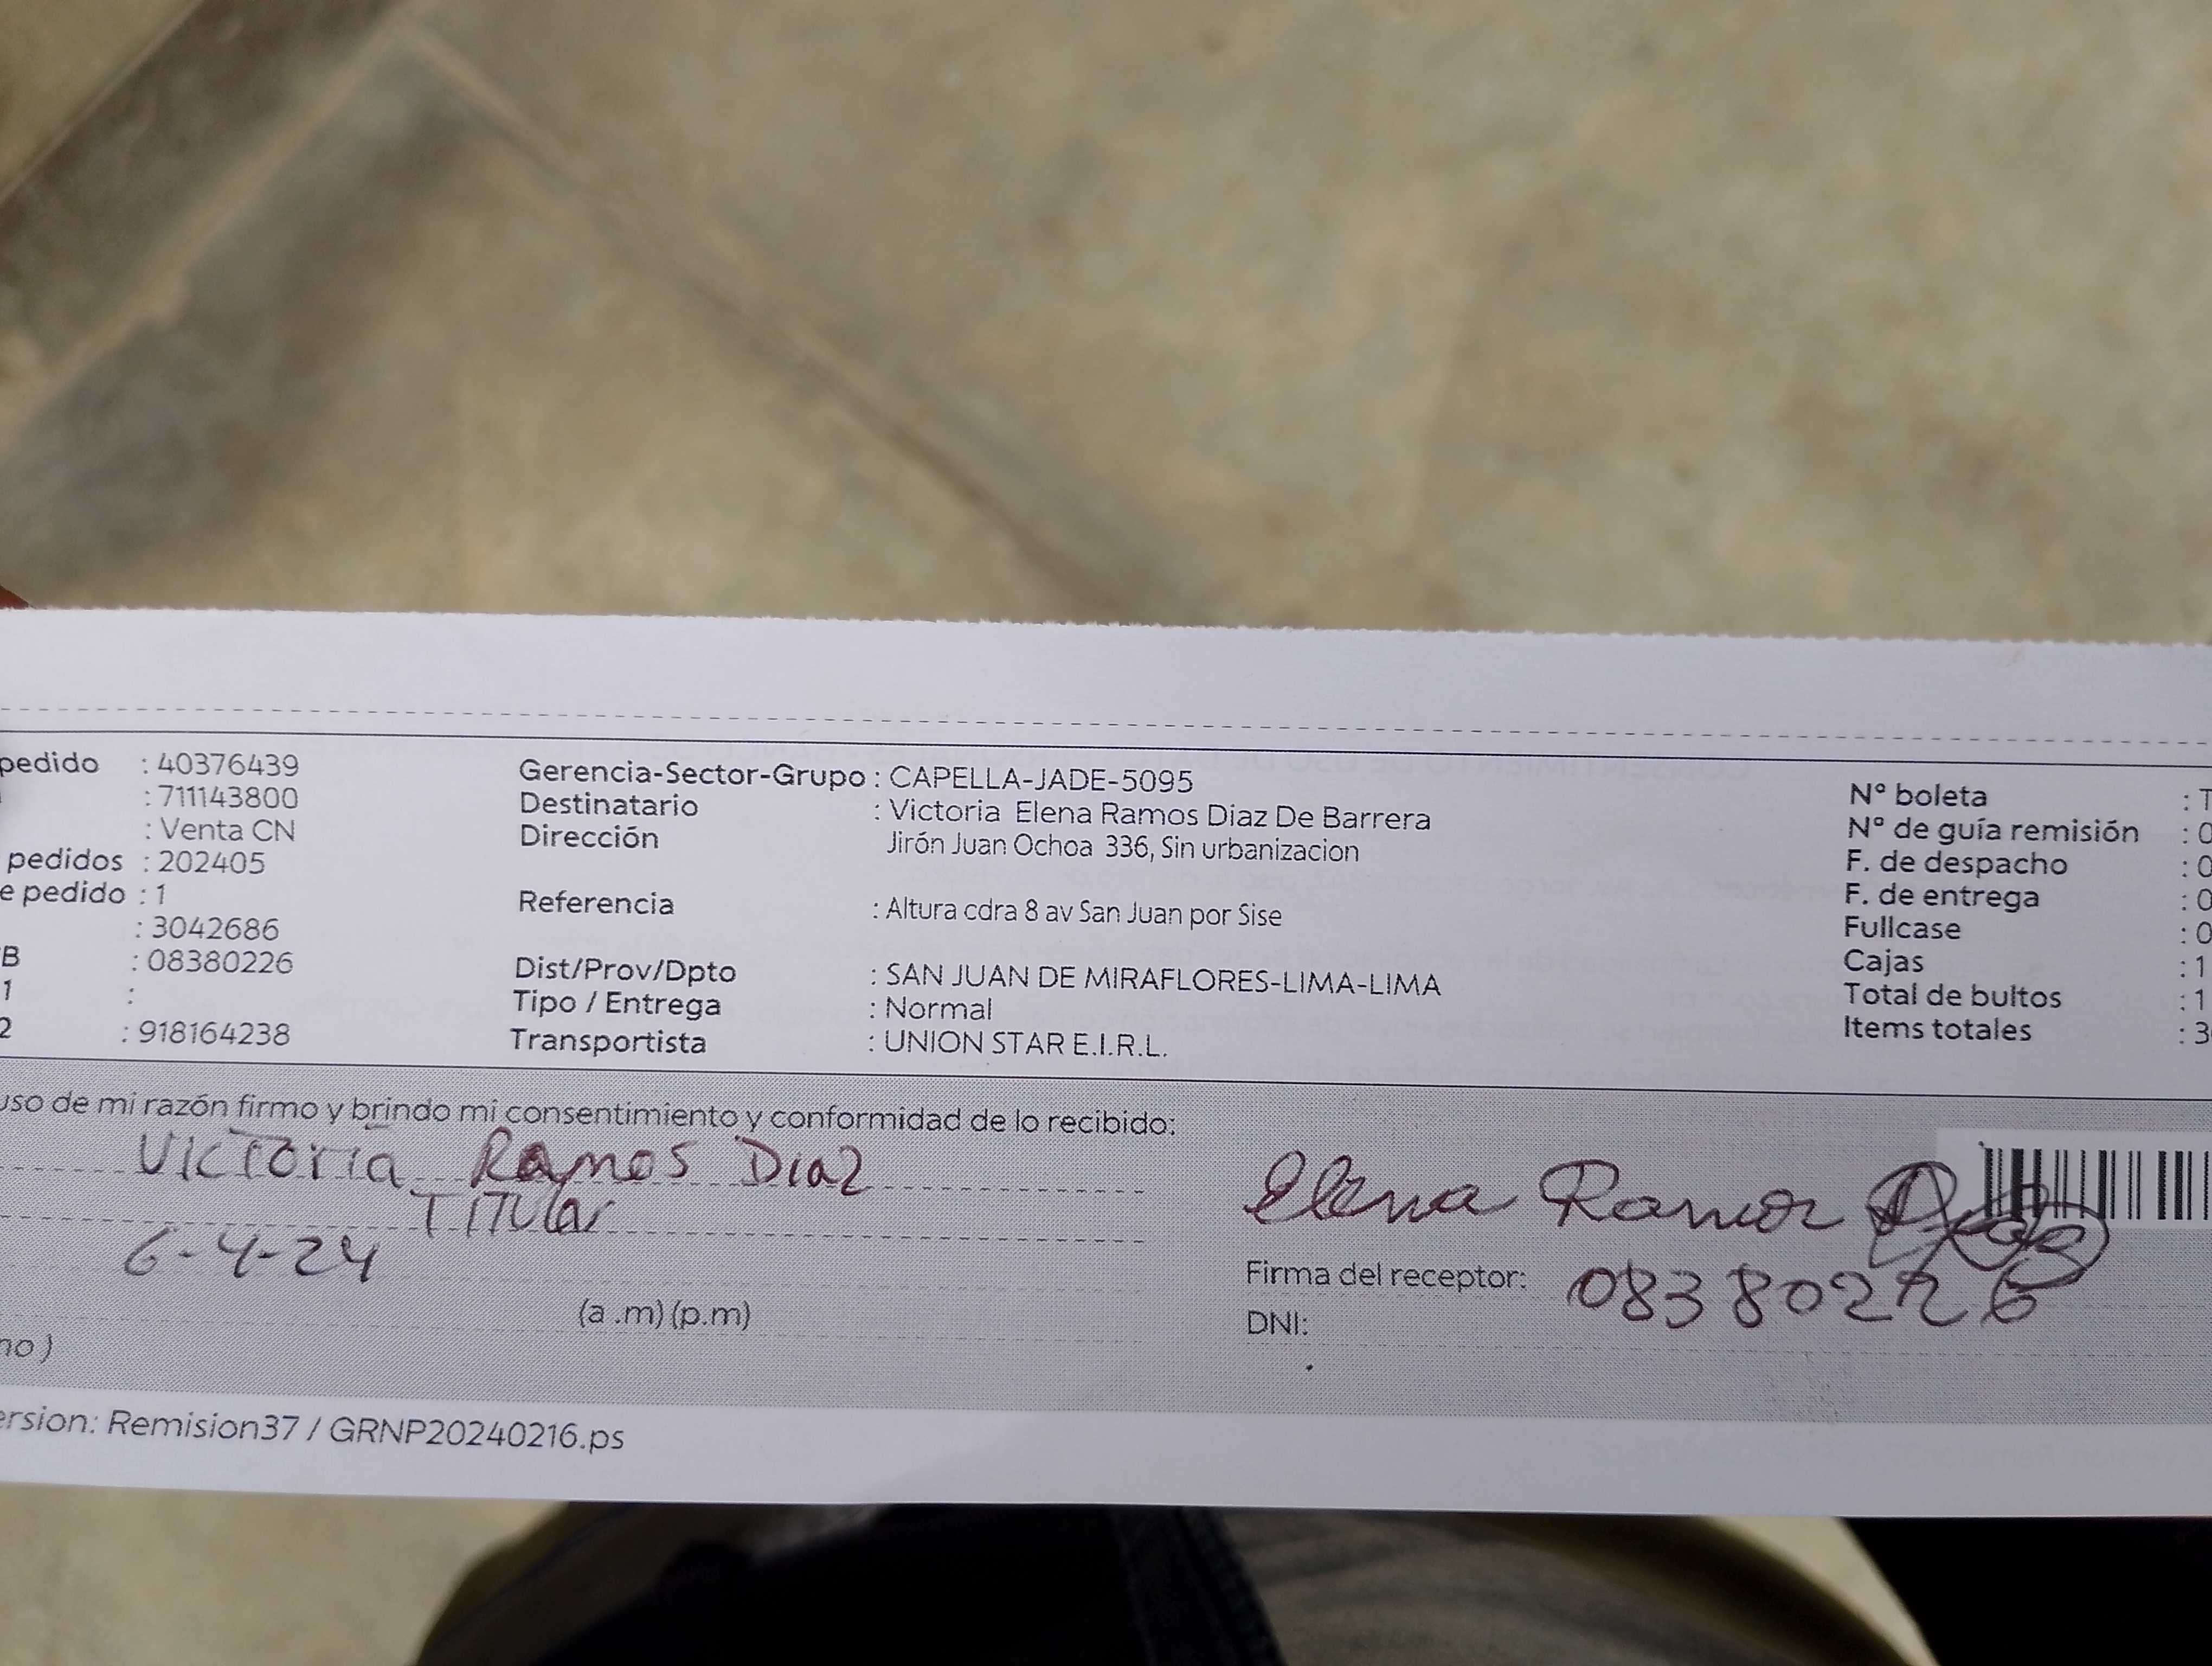 pedido : 40376439
: 711143800
: Venta CN
pedidos : 202405
e pedido : 1
: 3042686
B : 08380226
1 :
2 : 918164238
Gerencia-Sector-Grupo : CAPELLA-JADE-5095
Destinatario : Victoria Elena Ramos Diaz De Barrera
Dirección Jirón Juan Ochoa 336, Sin urbanizacion
Referencia : Altura cdra 8 av San Juan por Sise
Dist/Prov/Dpto : SAN JUAN DE MIRAFLORES-LIMA-LIMA
Tipo / Entrega : Normal
Transportista : UNION STAR E.I.R.L.
N° boleta : T
N° de guía remisión : 0
F. de despacho : 0
F. de entrega : 0
Fullcase : 0
Cajas : 1
Total de bultos : 1
Items totales : 3
uso de mi razón firmo y brindo mi consentimiento y conformidad de lo recibido:
Victoria Ramos Diaz
Titular
6-4-24
(a .m) (p.m)
no )
Elena Ramos
Firma del receptor:
08380226
DNI:
ersion: Remision37 / GRNP20240216.ps